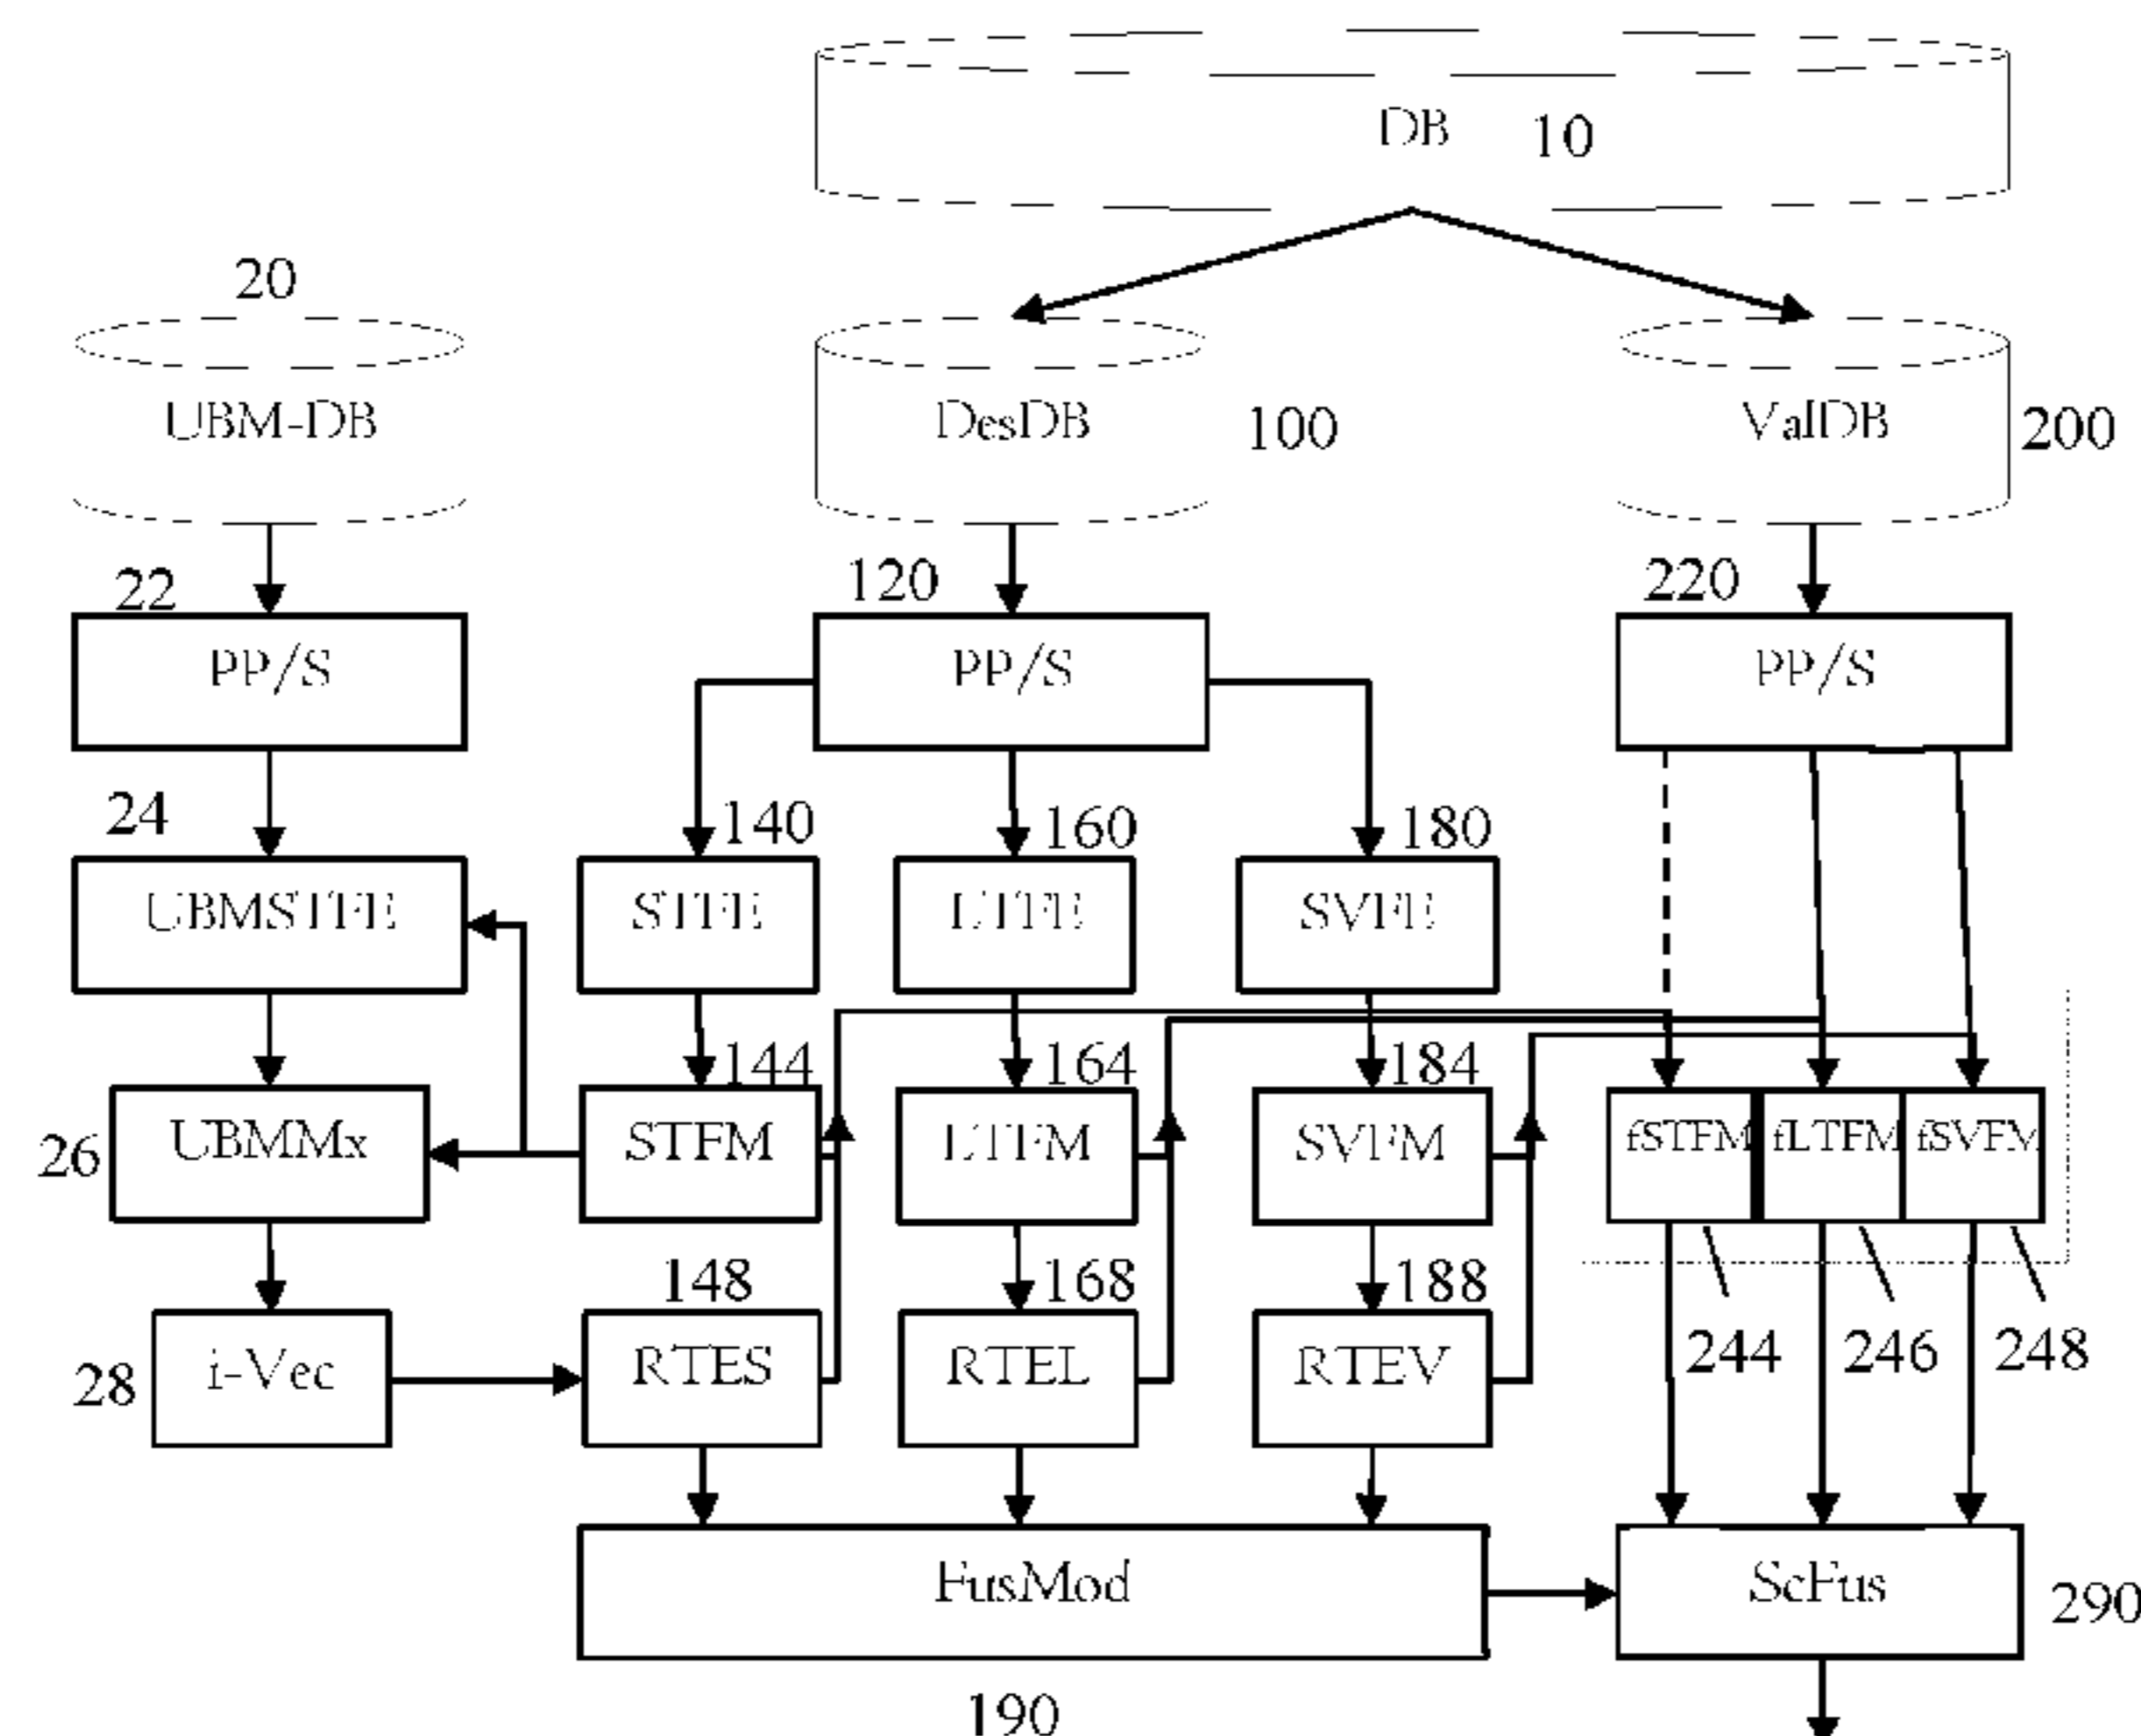 DB 10
20
UBM-DB
DesDB 100
ValDB 200
22 120 220
PP/S PP/S PP/S
24 140 160 180
UBMSTFE STFE LTFE SVFE
144 164 184
26 UBMMx STFM LTFM SVFM fSTFM fLTFM fSVFM
148 168 188
28 i-Vec RTES RTEL RTEV 244 246 248
FusMod ScFus 290
190